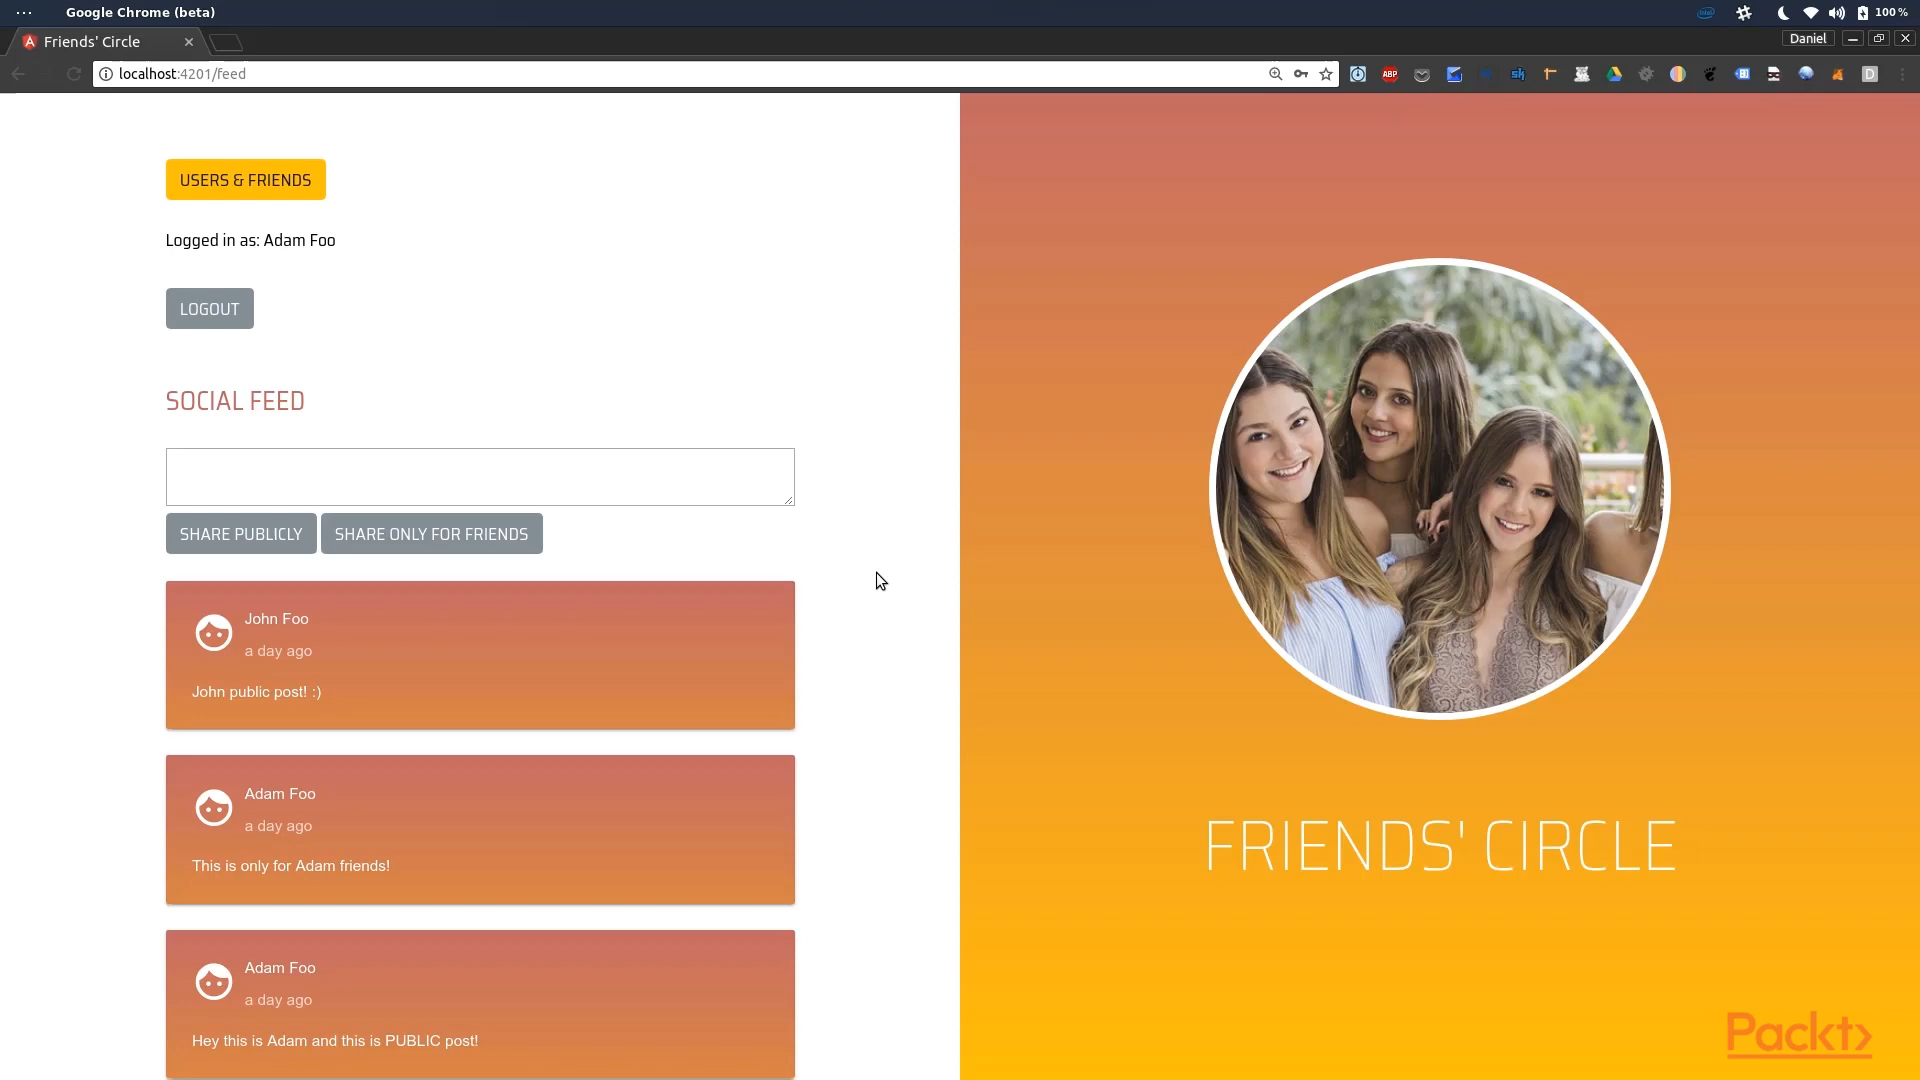 Google Chrome (beta)
100 %
Friends' Circle
Daniel
localhost:4201/feed
ABP
sk
D
USERS & FRIENDS
Logged in as: Adam Foo
LOGOUT
SOCIAL FEED
SHARE PUBLICLY
SHARE ONLY FOR FRIENDS
John Foo
a day ago
John public post! :)
Adam Foo
a day ago
This is only for Adam friends!
Adam Foo
a day ago
Hey this is Adam and this is PUBLIC post!
FRIENDS' CIRCLE
Packt